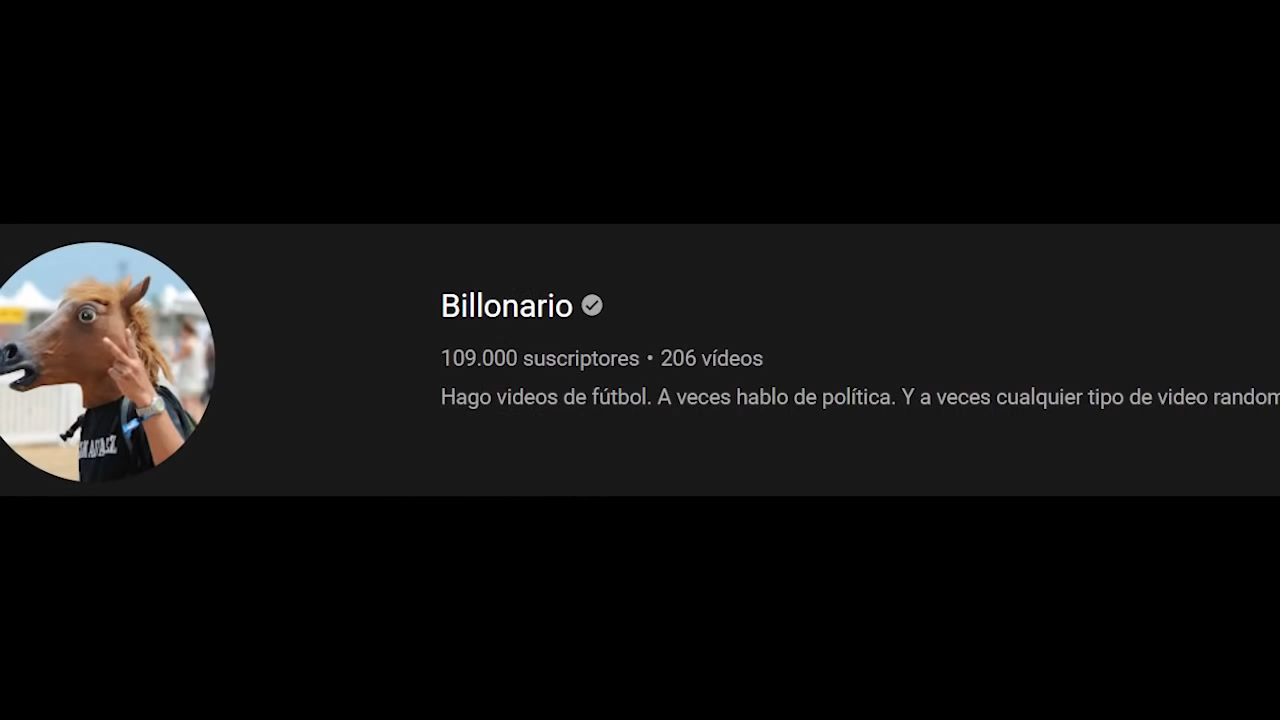 Billonario
109.000 suscriptores • 206 vídeos
Hago videos de fútbol. A veces hablo de política. Y a veces cualquier tipo de video random